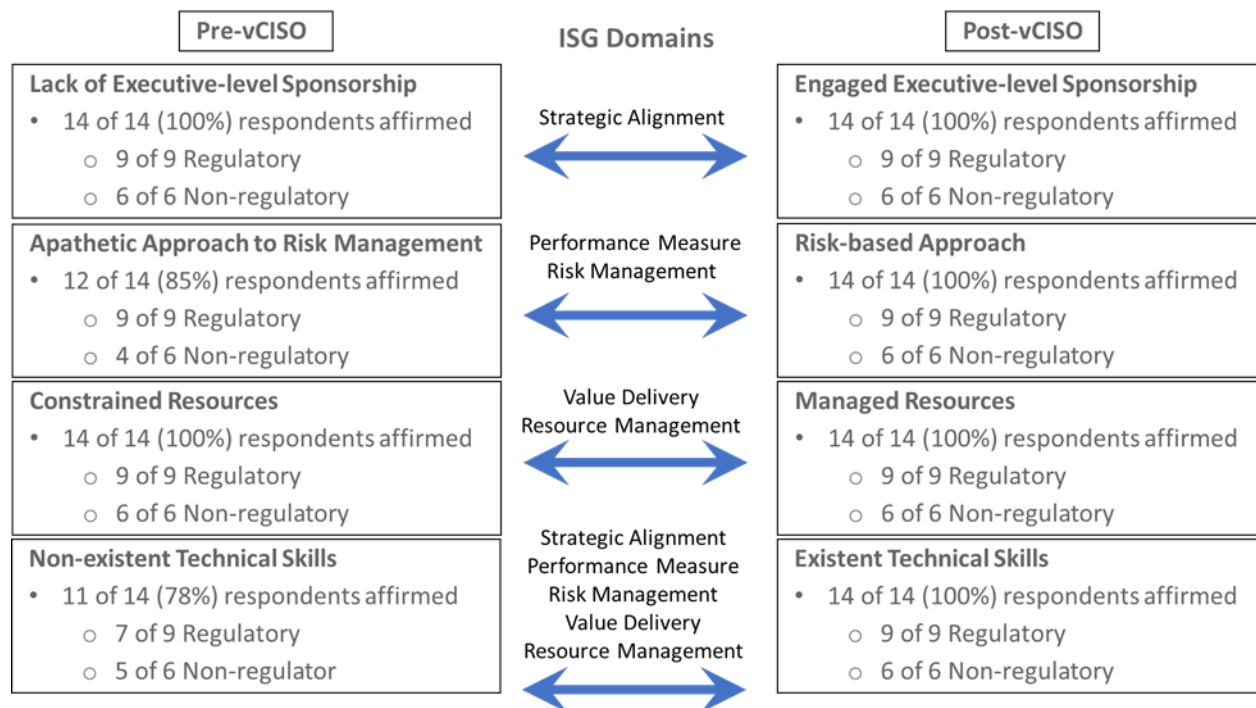 Pre-vCISO
ISG Domains
Post-vCISO
Lack of Executive-level Sponsorship
• 14 of 14 (100%) respondents affirmed
o 9 of 9 Regulatory
o 6 of 6 Non-regulatory
Strategic Alignment
Engaged Executive-level Sponsorship
• 14 of 14 (100%) respondents affirmed
o 9 of 9 Regulatory
o 6 of 6 Non-regulatory
Apathetic Approach to Risk Management
• 12 of 14 (85%) respondents affirmed
o 9 of 9 Regulatory
o 4 of 6 Non-regulatory
Performance Measure
Risk Management
Risk-based Approach
• 14 of 14 (100%) respondents affirmed
o 9 of 9 Regulatory
o 6 of 6 Non-regulatory
Constrained Resources
• 14 of 14 (100%) respondents affirmed
o 9 of 9 Regulatory
o 6 of 6 Non-regulatory
Value Delivery
Resource Management
Managed Resources
• 14 of 14 (100%) respondents affirmed
o 9 of 9 Regulatory
o 6 of 6 Non-regulatory
Non-existent Technical Skills
• 11 of 14 (78%) respondents affirmed
o 7 of 9 Regulatory
o 5 of 6 Non-regulator
Strategic Alignment
Performance Measure
Risk Management
Value Delivery
Resource Management
Existent Technical Skills
• 14 of 14 (100%) respondents affirmed
o 9 of 9 Regulatory
o 6 of 6 Non-regulatory